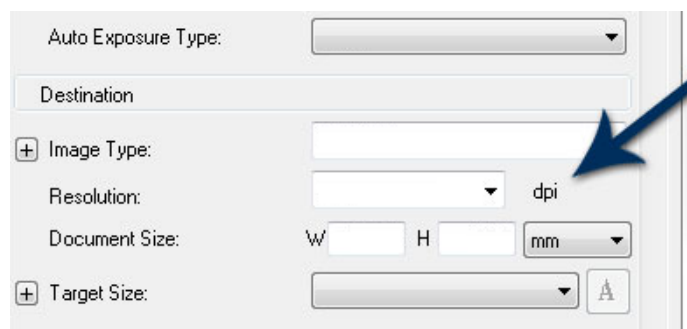 Auto Exposure Type:
Destination
Image Type:
Resolution: dpi
Document Size: W H mm
Target Size: A